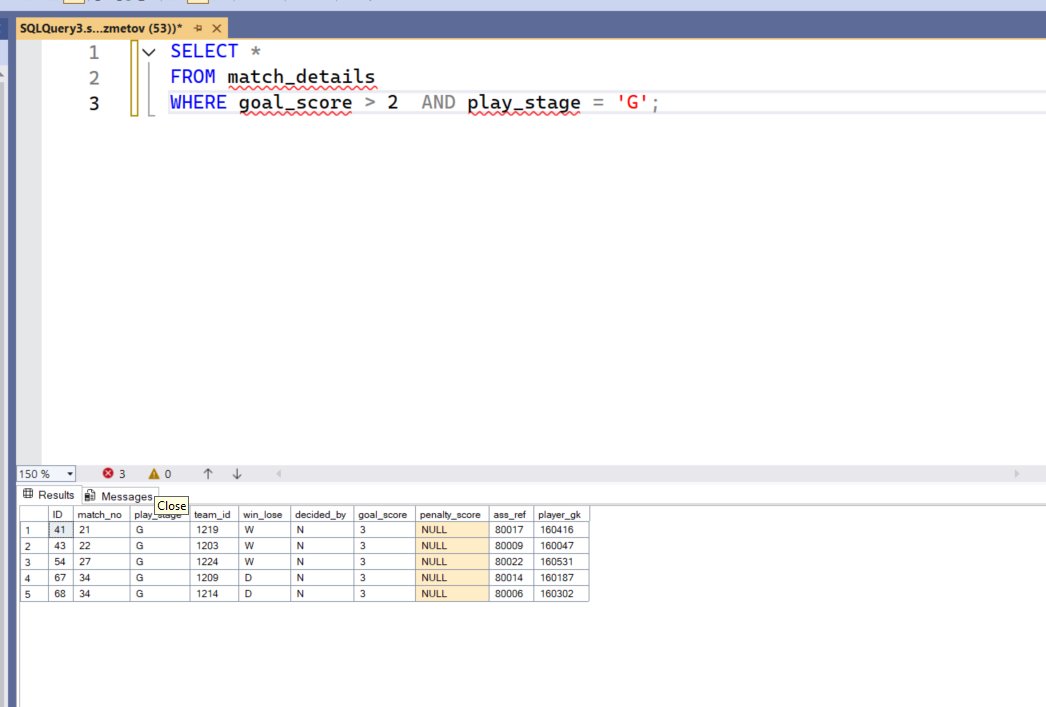 SQLQuery3.s...zmetov (53))*
1 SELECT *
2 FROM match_details
3 WHERE goal_score > 2  AND play_stage = 'G';
150 % 3 0
Results Messages
Close
ID match_no play_stage team_id win_lose decided_by goal_score penalty_score ass_ref player_gk
1 41 21 G 1219 W N 3 NULL 80017 160416
2 43 22 G 1203 W N 3 NULL 80009 160047
3 54 27 G 1224 W N 3 NULL 80022 160531
4 67 34 G 1209 D N 3 NULL 80014 160187
5 68 34 G 1214 D N 3 NULL 80006 160302